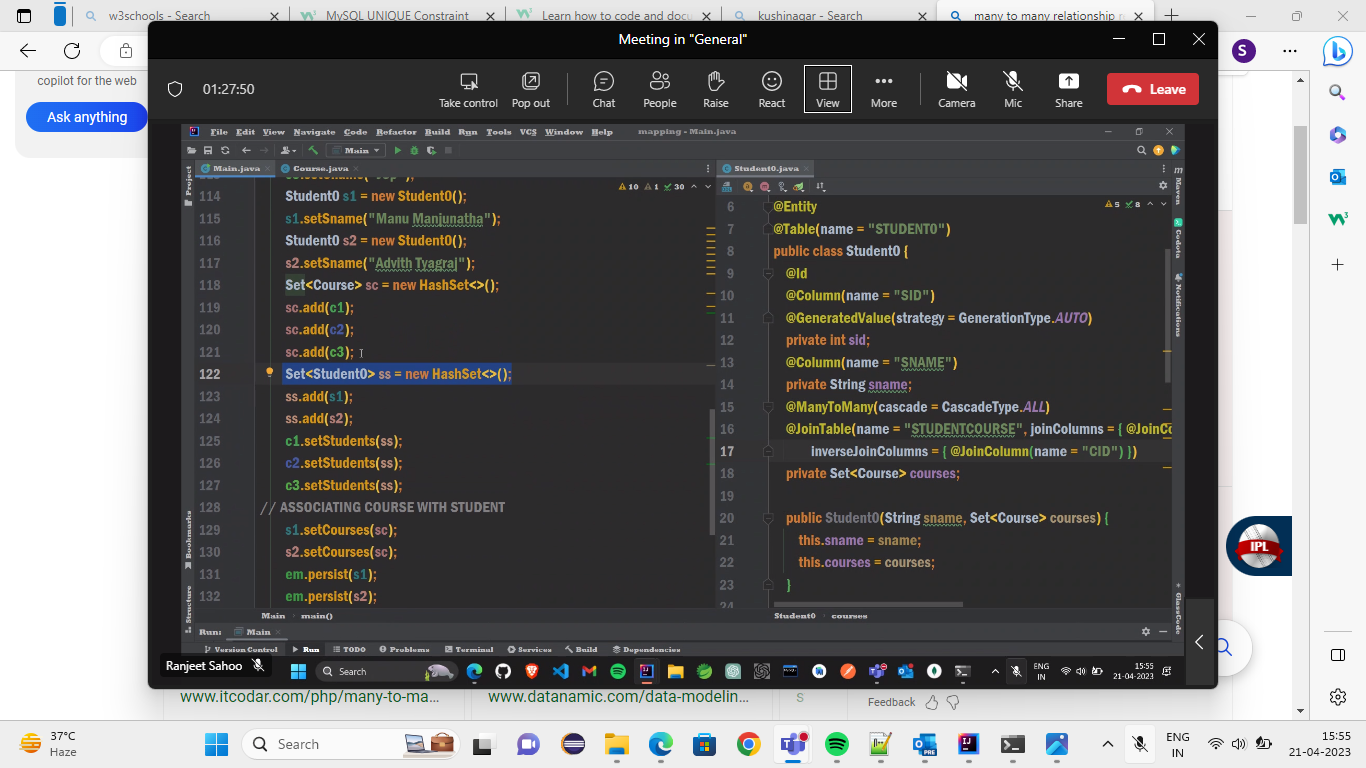 w3schools - Search
MySQL UNIQUE Constraint
Learn how to code and docu
kushinagar - Search
many to many relationship r
S
copilot for the web
Ask anything
Meeting in "General"
01:27:50
Take control
Pop out
Chat
People
Raise
React
View
More
Camera
Mic
Share
Leave
File Edit View Navigate Code Refactor Build Run Tools VCS Window Help
mapping - Main.java
Main
Project
Main.java
Course.java
10 1 30
114 Student0 s1 = new Student0();
115 s1.setSname("Manu Manjunatha");
116 Student0 s2 = new Student0();
117 s2.setSname("Advith Tyagraj");
118 Set<Course> sc = new HashSet<>();
119 sc.add(c1);
120 sc.add(c2);
121 sc.add(c3);
122 Set<Student0> ss = new HashSet<>();
123 ss.add(s1);
124 ss.add(s2);
125 c1.setStudents(ss);
126 c2.setStudents(ss);
127 c3.setStudents(ss);
128 // ASSOCIATING COURSE WITH STUDENT
129 s1.setCourses(sc);
130 s2.setCourses(sc);
131 em.persist(s1);
132 em.persist(s2);
Main main()
Student0.java
5 8
6 @Entity
7 @Table(name = "STUDENT0")
8 public class Student0 {
9 @Id
10 @Column(name = "SID")
11 @GeneratedValue(strategy = GenerationType.AUTO)
12 private int sid;
13 @Column(name = "SNAME")
14 private String sname;
15 @ManyToMany(cascade = CascadeType.ALL)
16 @JoinTable(name = "STUDENTCOURSE", joinColumns = { @JoinCo
17 inverseJoinColumns = { @JoinColumn(name = "CID") })
18 private Set<Course> courses;
19
20 public Student0(String sname, Set<Course> courses) {
21 this.sname = sname;
22 this.courses = courses;
23 }
24
Student0 courses
m
Maven
Codota
Notifications
GlassCode
Bookmarks
Structure
Run: Main
Version Control Run TODO Problems Terminal Services Build Dependencies
Ranjeet Sahoo
Search
ENG
IN
15:55
21-04-2023
IPL
www.itcodar.com/php/many-to-ma...
www.datanamic.com/data-modelin...
s
Feedback
37°C
Haze
Search
ENG
IN
15:55
21-04-2023